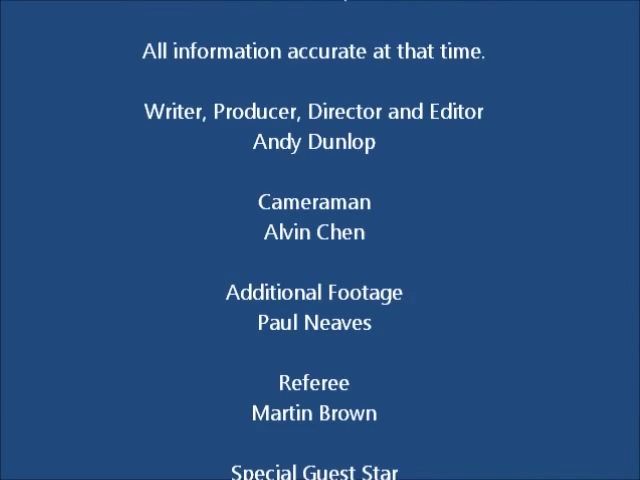 All information accurate at that time.
Writer, Producer, Director and Editor
Andy Dunlop
Cameraman
Alvin Chen
Additional Footage
Paul Neaves
Referee
Martin Brown
Special Guest Star